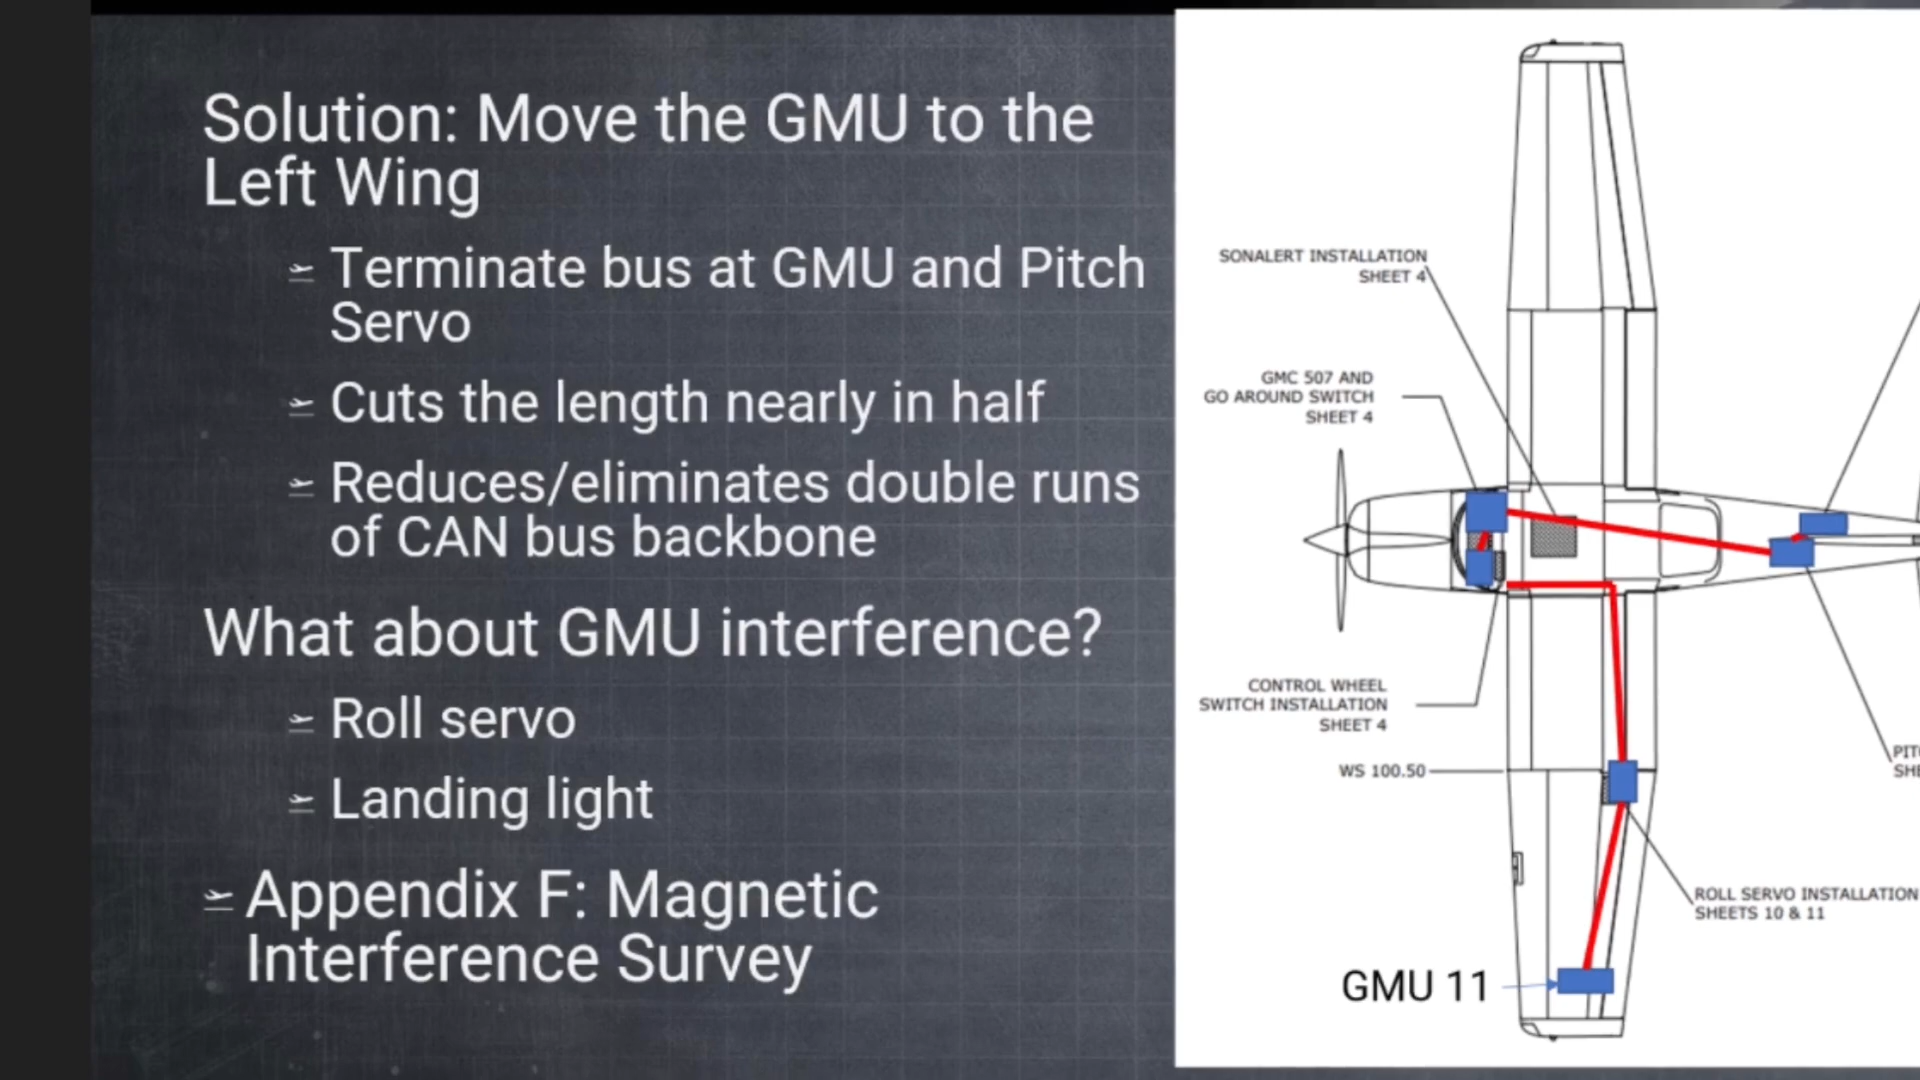 Solution: Move the GMU to the
Left Wing
Terminate bus at GMU and Pitch
Servo
Cuts the length nearly in half
Reduces/eliminates double runs
of CAN bus backbone
What about GMU interference?
Roll servo
Landing light
Appendix F: Magnetic
Interference Survey
SONALERT INSTALLATION
SHEET 4
GMC 507 AND
GO AROUND SWITCH
SHEET 4
CONTROL WHEEL
SWITCH INSTALLATION
SHEET 4
WS 100.50
PIT
SHE
ROLL SERVO INSTALLATION
SHEETS 10 & 11
GMU 11